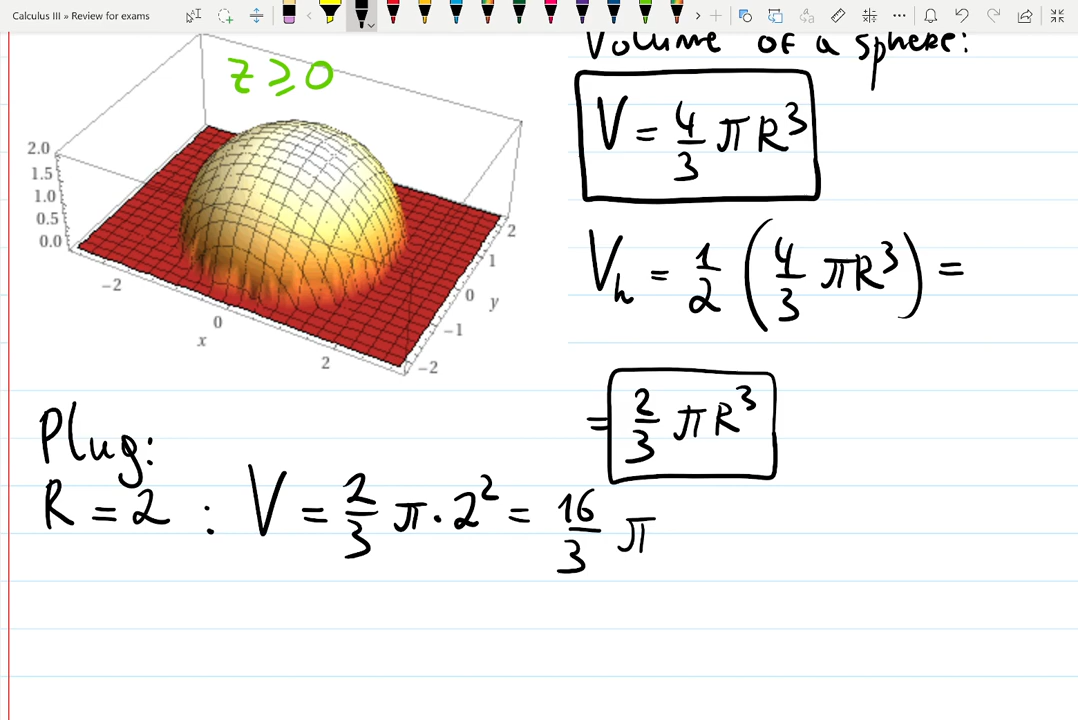 Calculus III » Review for exams
z ≥ 0
2.0
1.5
1.0
0.5
0.0
-2
0
2
x
2
1
0
-1
-2
y
Volume of a sphere:
V = 4/3 πR³
Vₕ = 1/2 (4/3 πR³) =
= 2/3 πR³
Plug:
R = 2 : V = 2/3 π · 2² = 16/3 π